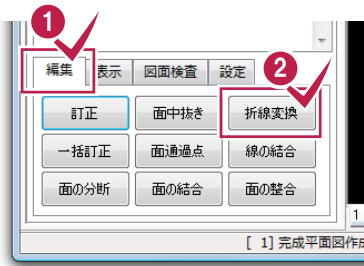 1
編集 表示 図面検査 設定
2
訂正 面中抜き 折線変換
一括訂正 面通過点 線の結合
面の分断 面の結合 面の整合
1
[ 1] 完成平面図作成